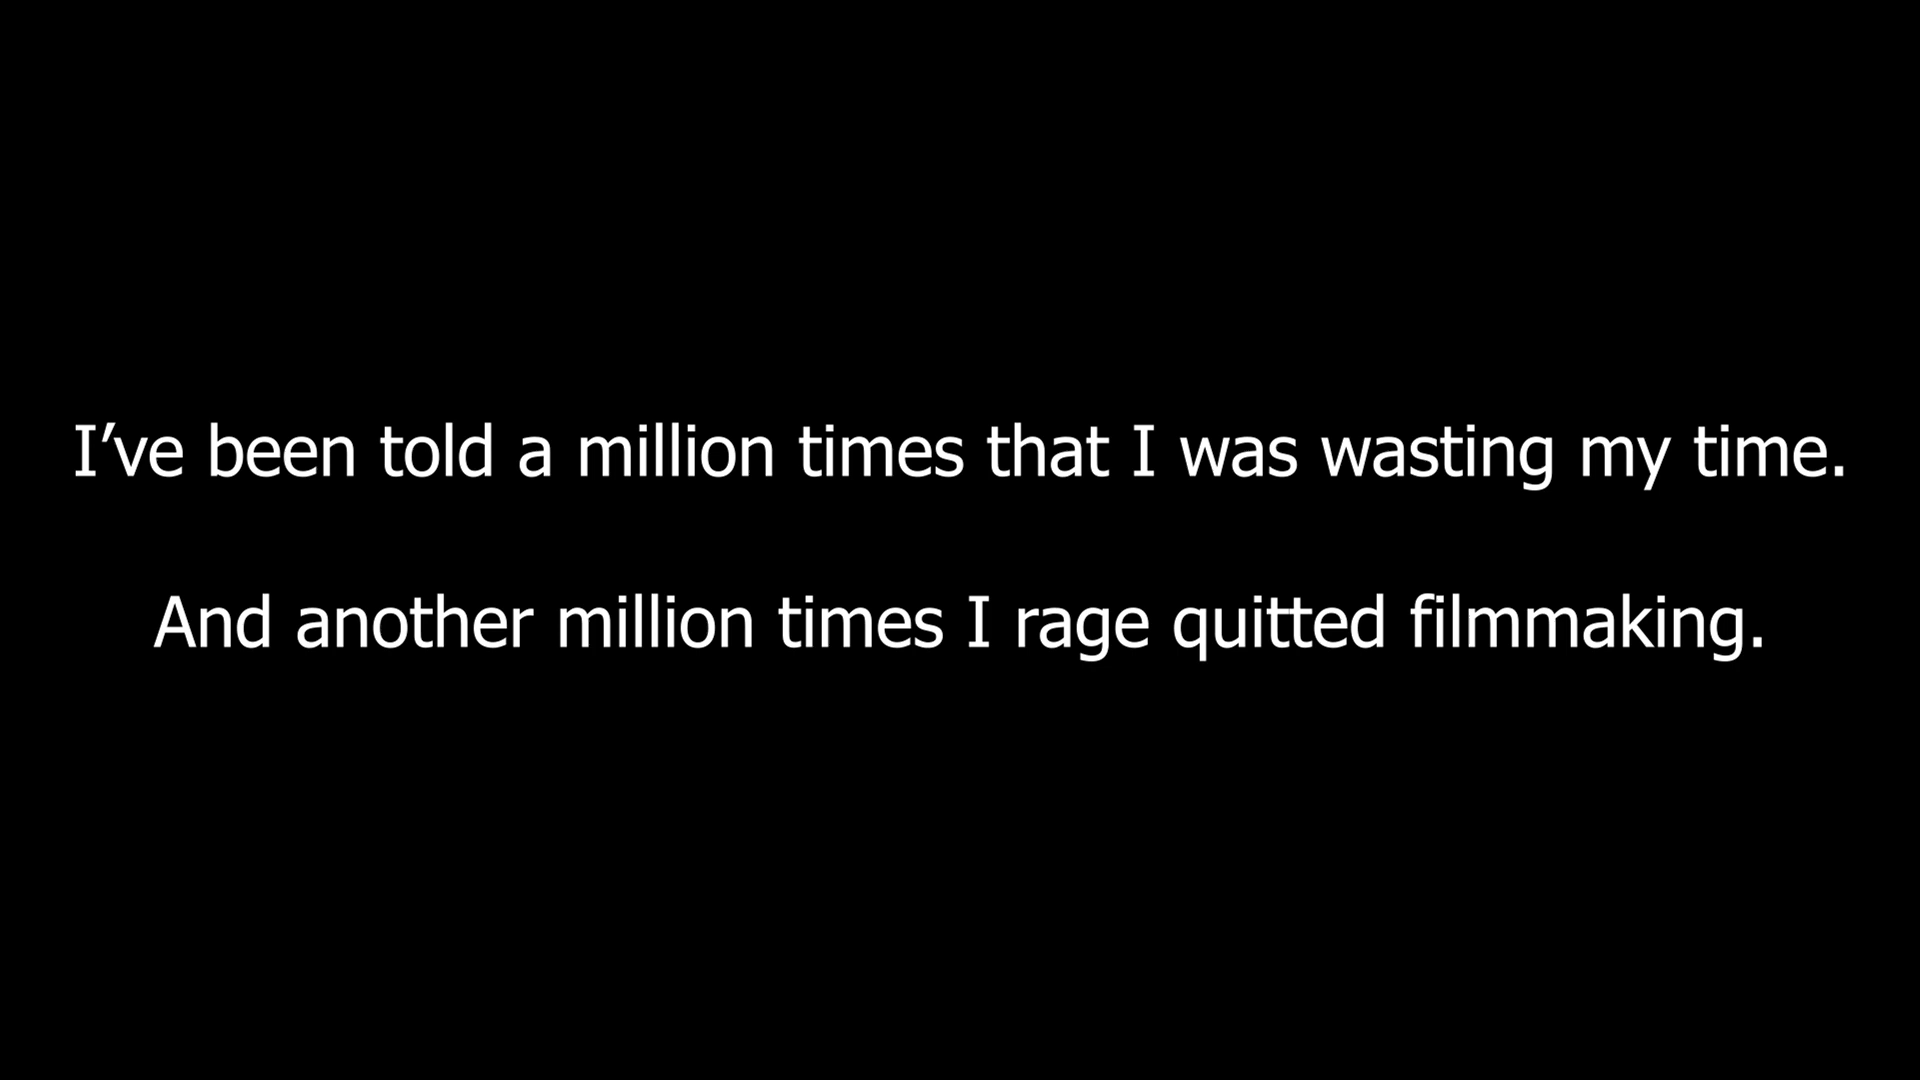 I’ve been told a million times that I was wasting my time.
And another million times I rage quitted filmmaking.